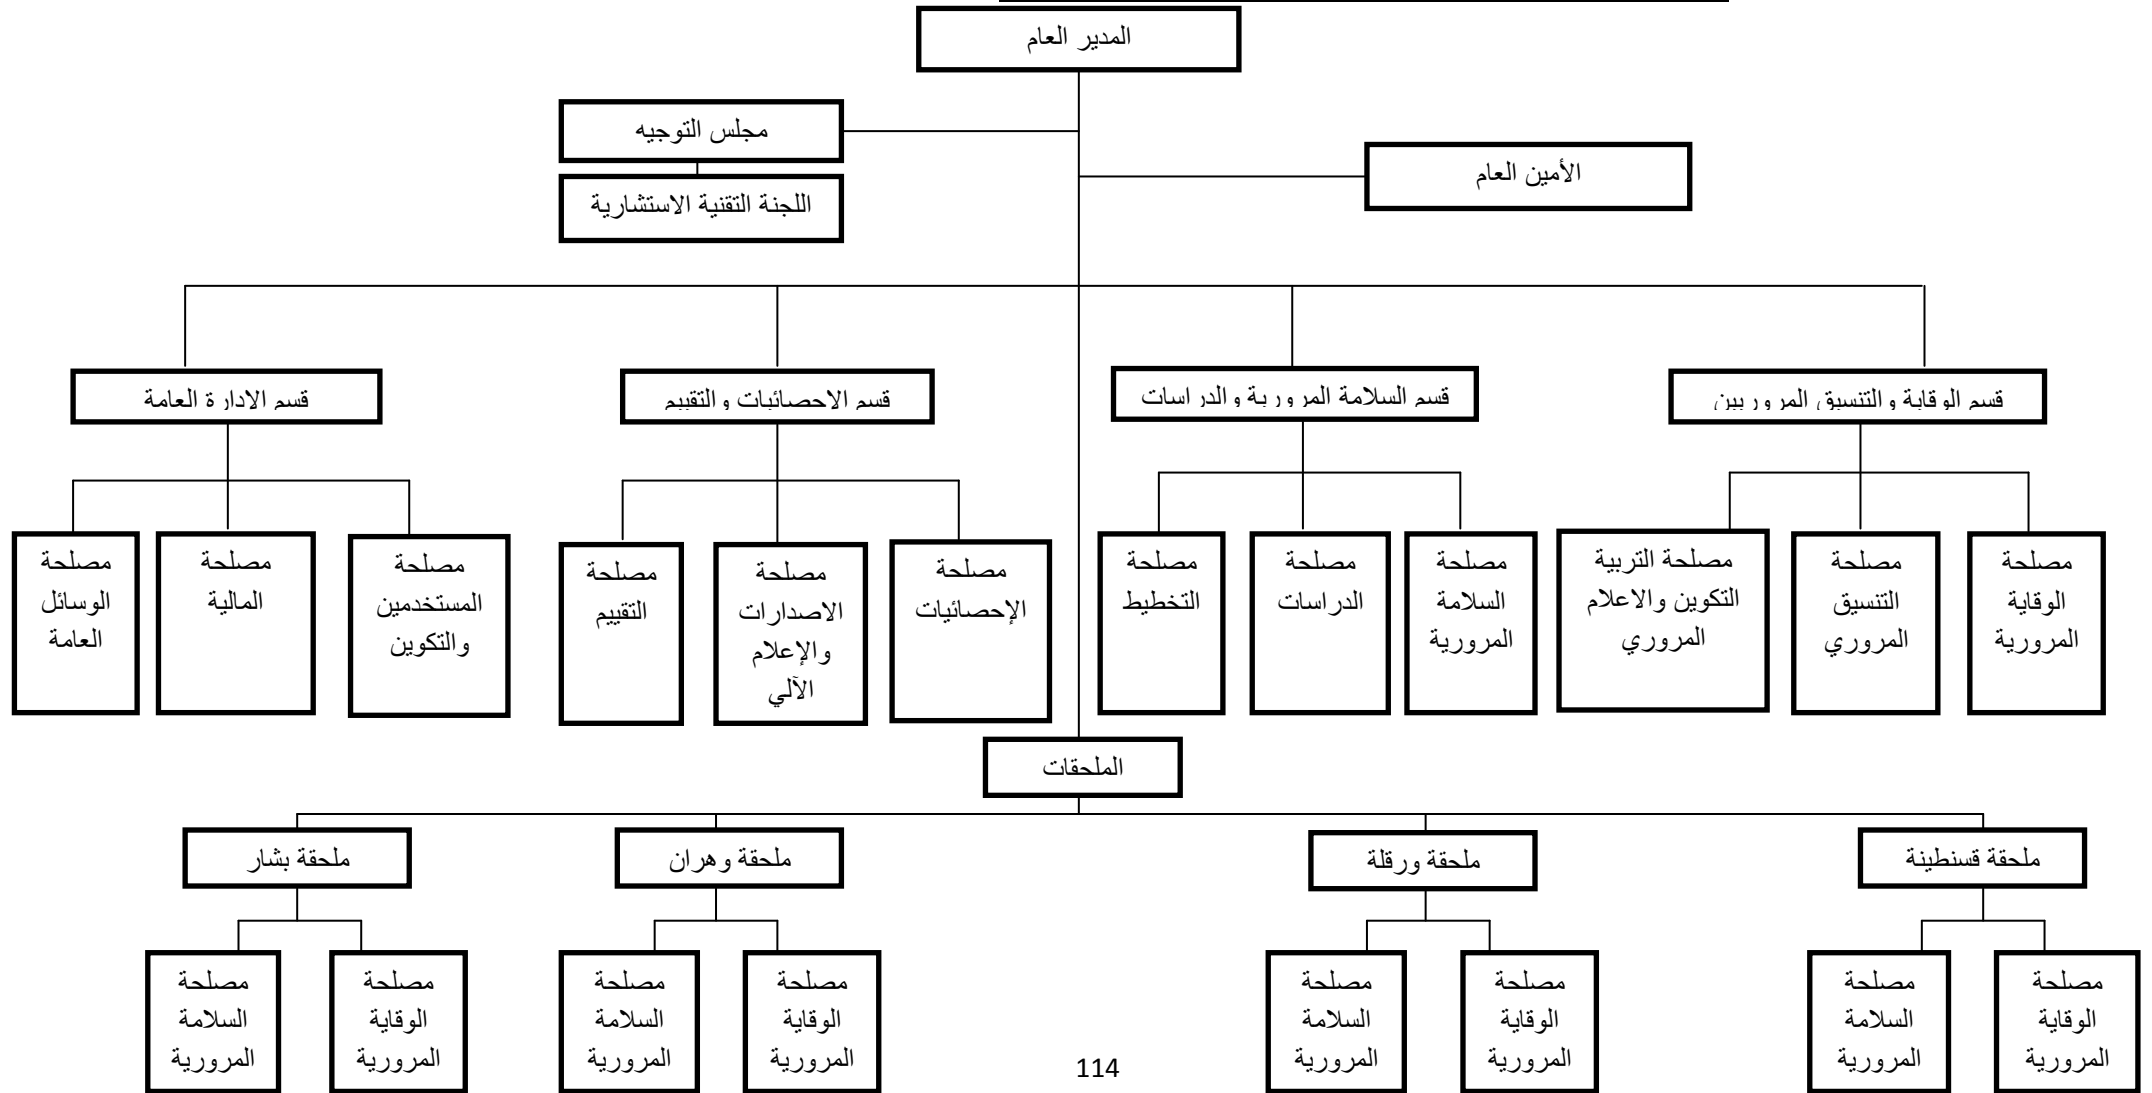 المدير العام
مجلس التوجيه
الأمين العام
اللجنة التقنية الاستشارية
قسم الوقاية والتنسيق المروريين
قسم السلامة المرورية والدراسات
قسم الاحصائيات والتقييم
قسم الادارة العامة
مصلحة
الوقاية
المرورية
مصلحة
التنسيق
المروري
مصلحة التربية
التكوين والاعلام
المروري
مصلحة
السلامة
المرورية
مصلحة
الدراسات
مصلحة
التخطيط
مصلحة
الإحصائيات
مصلحة
الاصدارات
والإعلام
الآلي
مصلحة
التقييم
مصلحة
المستخدمين
والتكوين
مصلحة
المالية
مصلحة
الوسائل
العامة
الملحقات
ملحقة قسنطينة
ملحقة ورقلة
ملحقة وهران
ملحقة بشار
مصلحة
الوقاية
المرورية
مصلحة
السلامة
المرورية
مصلحة
الوقاية
المرورية
مصلحة
السلامة
المرورية
مصلحة
الوقاية
المرورية
مصلحة
السلامة
المرورية
مصلحة
الوقاية
المرورية
مصلحة
السلامة
المرورية
114